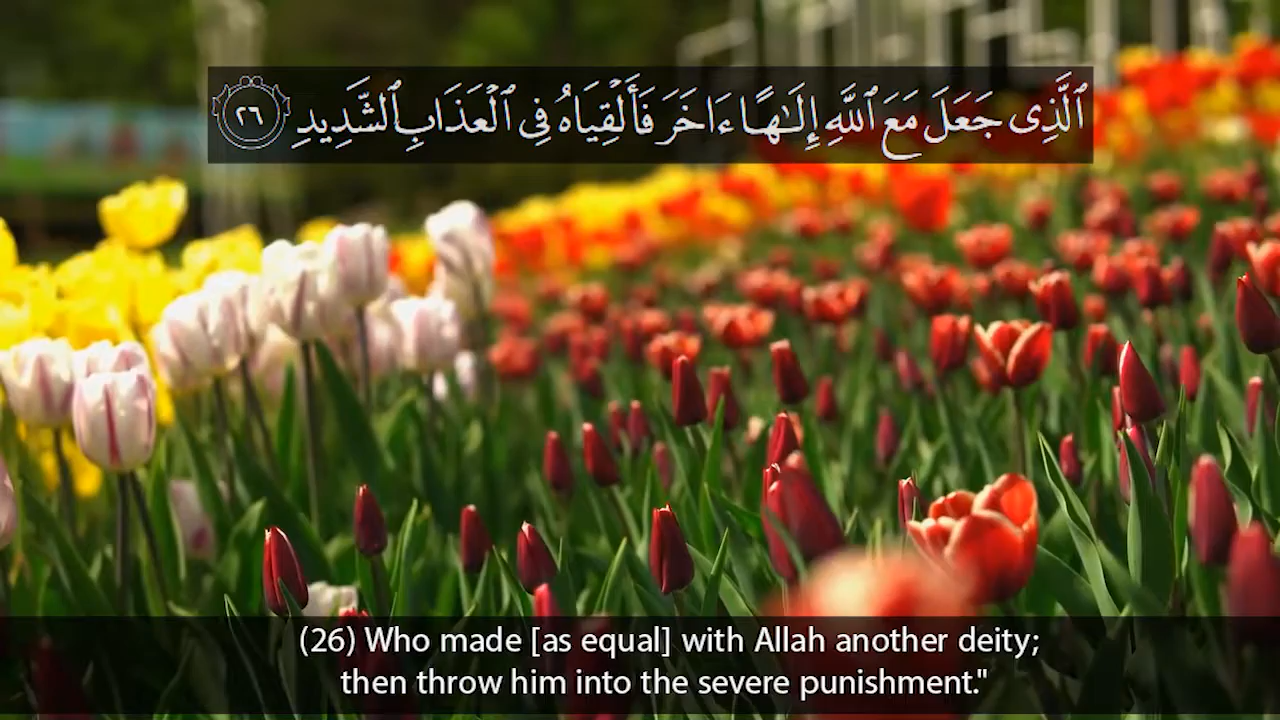 ٱلَّذِى جَعَلَ مَعَ ٱللَّهِ إِلَـٰهًا ءَاخَرَ فَأَلْقِيَاهُ فِى ٱلْعَذَابِ ٱلشَّدِيدِ ٢٦
(26) Who made [as equal] with Allah another deity;
then throw him into the severe punishment."